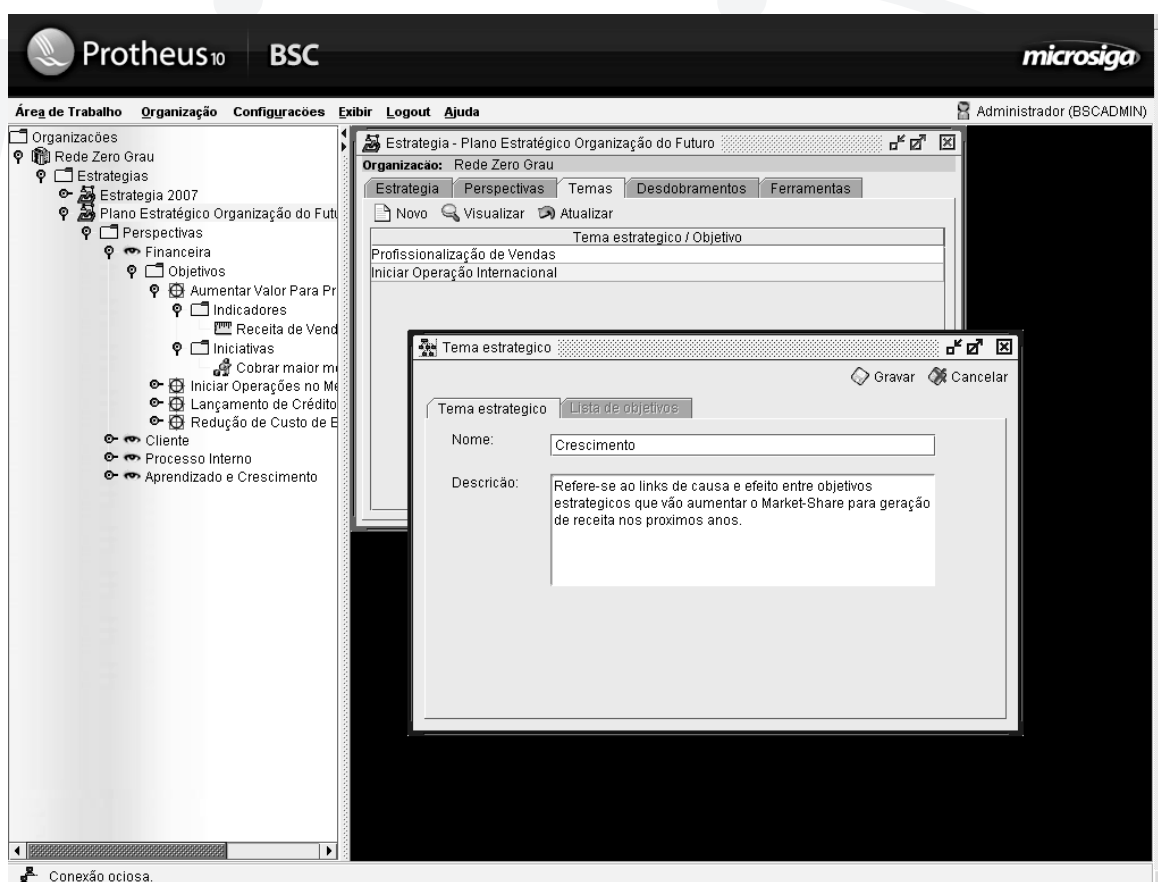 Protheus10 BSC
microsiga
Área de Trabalho Organização Configuracões Exibir Logout Ajuda Administrador (BSCADMIN)
Organizacões
Rede Zero Grau
Estrategias
Estrategia 2007
Plano Estratégico Organização do Futu
Perspectivas
Financeira
Objetivos
Aumentar Valor Para Pr
Indicadores
Receita de Vend
Iniciativas
Cobrar maior m
Iniciar Operações no Me
Lançamento de Crédito
Redução de Custo de E
Cliente
Processo Interno
Aprendizado e Crescimento
Estrategia - Plano Estratégico Organização do Futuro
Organizacão: Rede Zero Grau
Estrategia Perspectivas Temas Desdobramentos Ferramentas
Novo Visualizar Atualizar
Tema estrategico / Objetivo
Profissionalização de Vendas
Iniciar Operação Internacional
Tema estrategico
Gravar Cancelar
Tema estrategico Lista de objetivos
Nome: Crescimento
Descricão: Refere-se ao links de causa e efeito entre objetivos
estrategicos que vão aumentar o Market-Share para geração
de receita nos proximos anos.
Conexão ociosa.